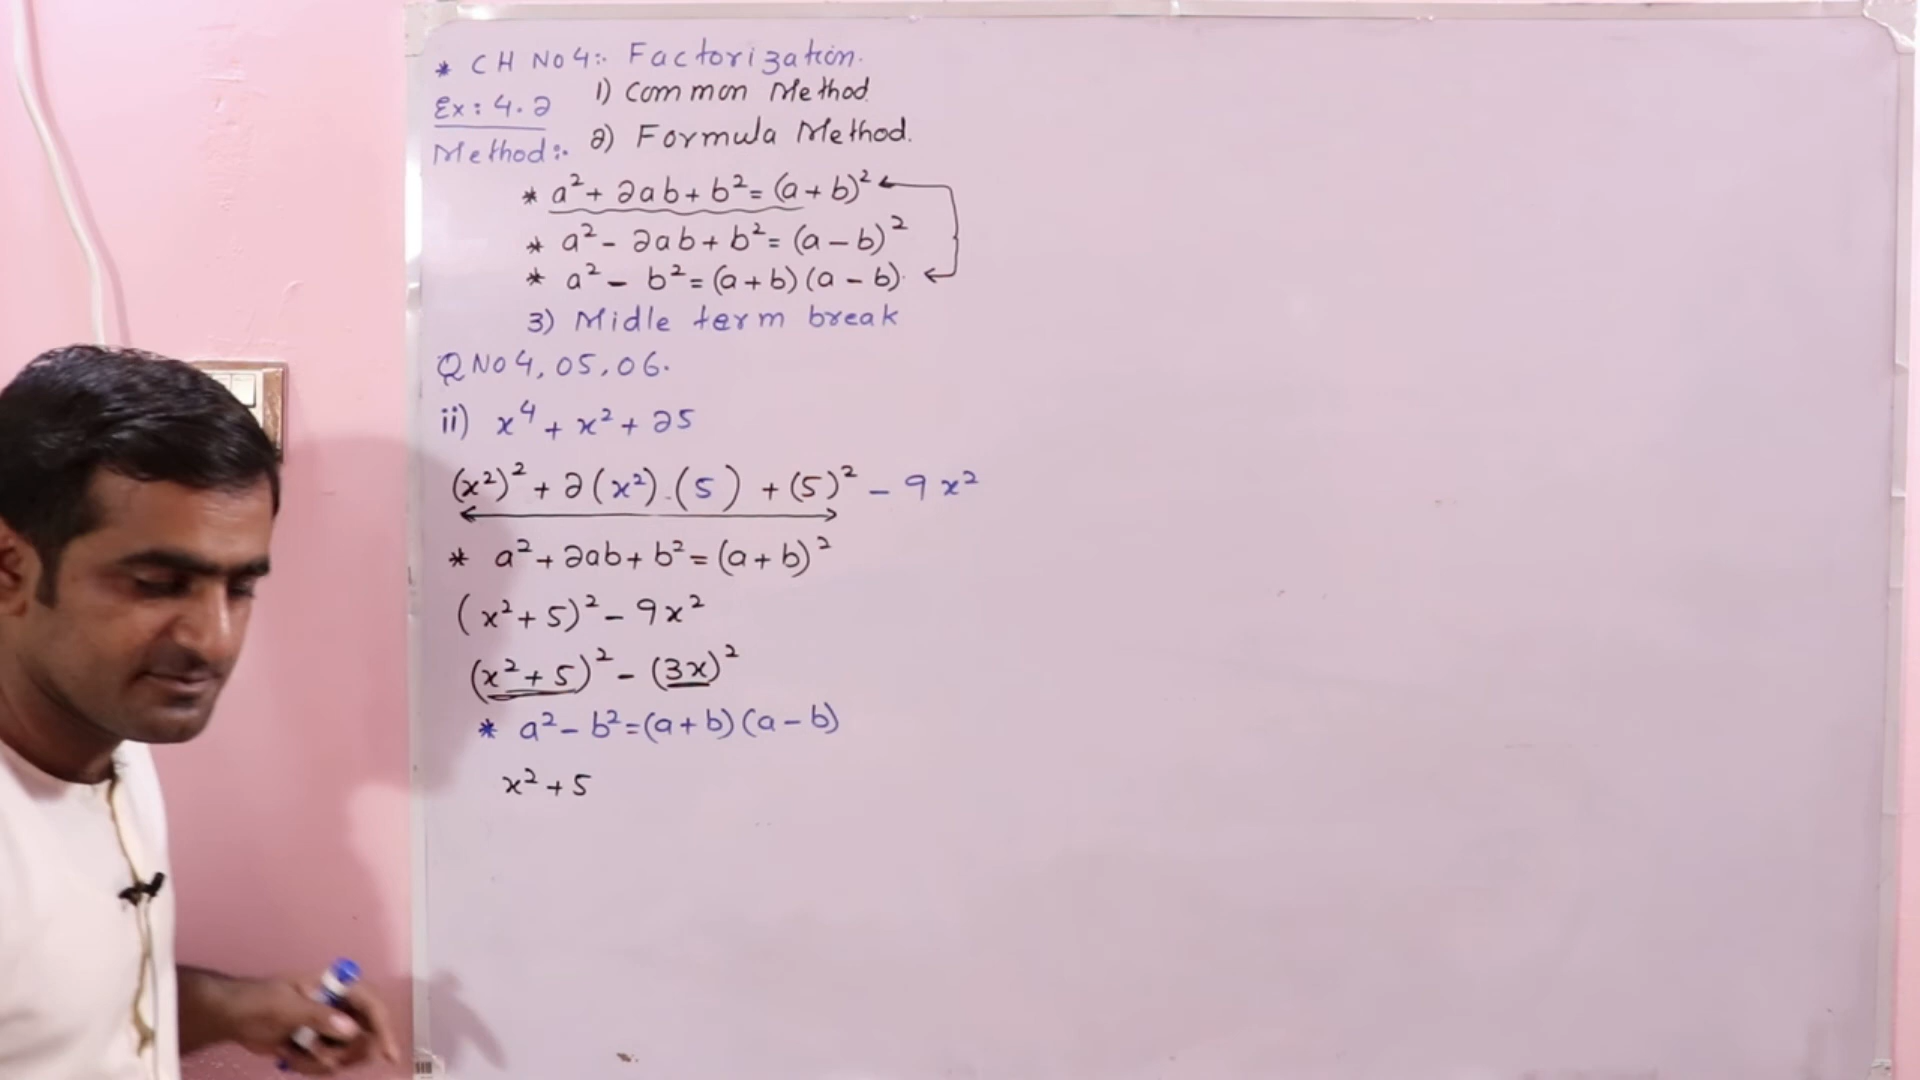 * CH NO4:- Factorization.
Ex: 4.2 1) Common Method
Method:- 2) Formula Method.
* a² + 2ab + b² = (a + b)²
* a² - 2ab + b² = (a - b)²
* a² - b² = (a + b) (a - b).
3) Midle term break
Q NO 4, 05, 06.
ii) x⁴ + x² + 25
(x²)² + 2(x²).(5) + (5)² - 9x²
* a² + 2ab + b² = (a + b)²
(x² + 5)² - 9x²
(x² + 5)² - (3x)²
* a² - b² = (a + b) (a - b)
x² + 5